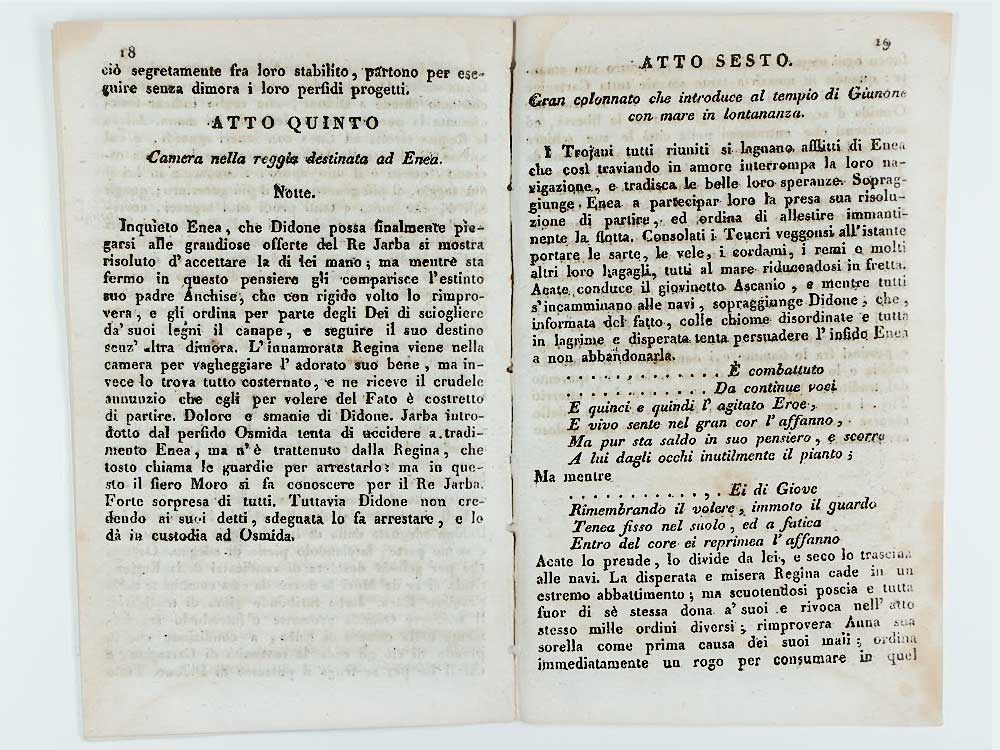 18
ciò segretamente fra loro stabilito, partono per ese-
guire senza dimora i loro perfidi progetti.
ATTO QUINTO
Camera nella reggia destinata ad Enea.
Notte.
Inquieto Enea, che Didone possa finalmente pie-
garsi alle grandiose offerte del Re Jarba si mostra
risoluto d'accettare la di lei mano; ma mentre sta
fermo in questo pensiere gli comparisce l'estinto
suo padre Anchise, che con rigido volto lo rimpro-
vera, e gli ordina per parte degli Dei di sciogliere
da' suoi legni il canape, e seguire il suo destino
senz' altra dimora. L'innamorata Regina viene nella
camera per vagheggiare l'adorato suo bene, ma in-
vece lo trova tutto costernato, e ne riceve il crudele
annunzio che egli per volere del Fato è costretto
di partire. Dolore e smanie di Didone. Jarba intro-
dotto dal perfido Osmida tenta di uccidere a tradi-
mento Enea, ma n'è trattenuto dalla Regina, che
tosto chiama le guardie per arrestarlo: ma in que-
sto il fiero Moro si fa conoscere per il Re Jarba.
Forte sorpresa di tutti. Tuttavia Didone non cre-
dendo ai suoi detti, sdegnata lo fa arrestare, e lo
dà in custodia ad Osmida.
19
ATTO SESTO.
Gran colonnato che introduce al tempio di Giunone
con mare in lontananza.
I Trojani tutti riuniti si lagnano afflitti di Enea
che così traviando in amore interrompa la loro na-
vigazione, e tradisca le belle loro speranze. Soprag-
giunge Enea a partecipar loro la presa sua risolu-
zione di partire, ed ordina di allestire immanti-
nente la flotta. Consolati i Teucri veggonsi all'istante
portare le sarte, le vele, i cordami, i remi e molti
altri loro bagagli, tutti al mare riducendosi in fretta.
Acate conduce il giovinetto Ascanio, e mentre tutti
s'incamminano alle navi, sopraggiunge Didone, che,
informata del fatto, colle chiome disordinate e tutta
in lagrime e disperata tenta persuadere l'infido Enea
a non abbandonarla.
. . . . . . . . . . . . . È combattuto
. . . . . . . . . . . . Da continue voci
E quinci e quindi l'agitato Eroe,
E vivo sente nel gran cor l'affanno,
Ma pur sta saldo in suo pensiero, e scorre
A lui dagli occhi inutilmente il pianto;
Ma mentre
. . . . . . . . . . . . . Ei di Giove
Rimembrando il volere, immoto il guardo
Tenea fisso nel suolo, ed a fatica
Entro del core ei reprimea l'affanno
Acate lo prende, lo divide da lei, e seco lo trascina
alle navi. La disperata e misera Regina cade in un
estremo abbattimento; ma scuotendosi poscia e tutta
fuor di sè stessa dona a' suoi e rivoca nell' atto
stesso mille ordini diversi; rimprovera Anna sua
sorella come prima causa dei suoi mali; ordina
immediatamente un rogo per consumare in quel